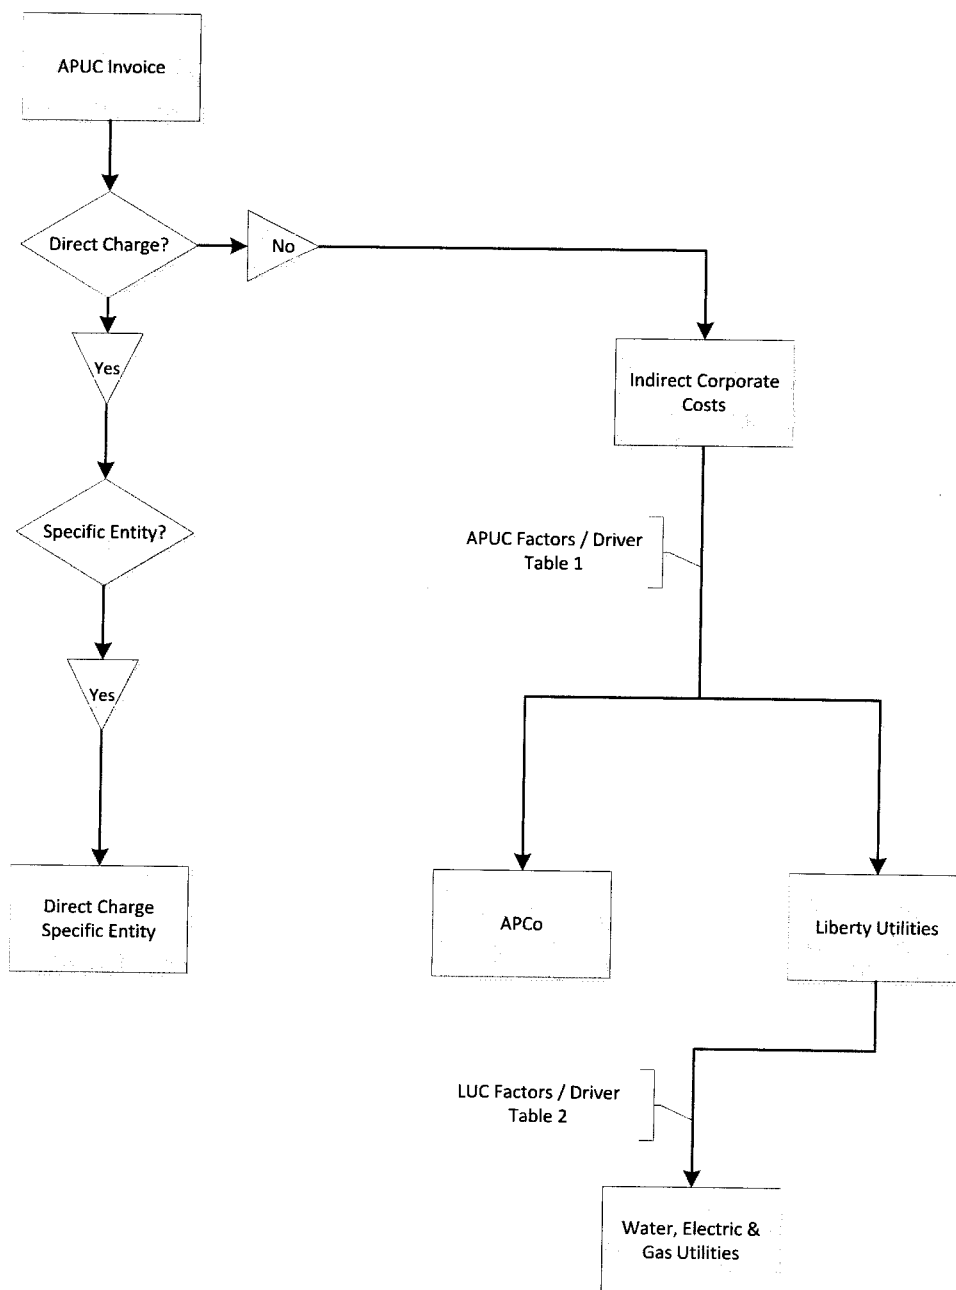 APUC Invoice
Direct Charge?
No
Yes
Indirect Corporate
Costs
Specific Entity?
APUC Factors / Driver
Table 1
Yes
Direct Charge
Specific Entity
APCo
Liberty Utilities
LUC Factors / Driver
Table 2
Water, Electric &
Gas Utilities